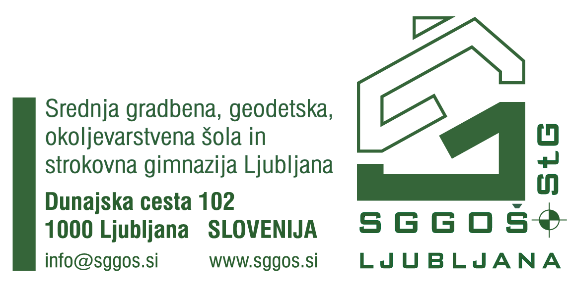 Srednja gradbena, geodetska,
okoljevarstvena šola in
strokovna gimnazija Ljubljana
Dunajska cesta 102
1000 Ljubljana SLOVENIJA
info@sggos.si www.sggos.si
StG
SGGOŠ
LJUBLJANA